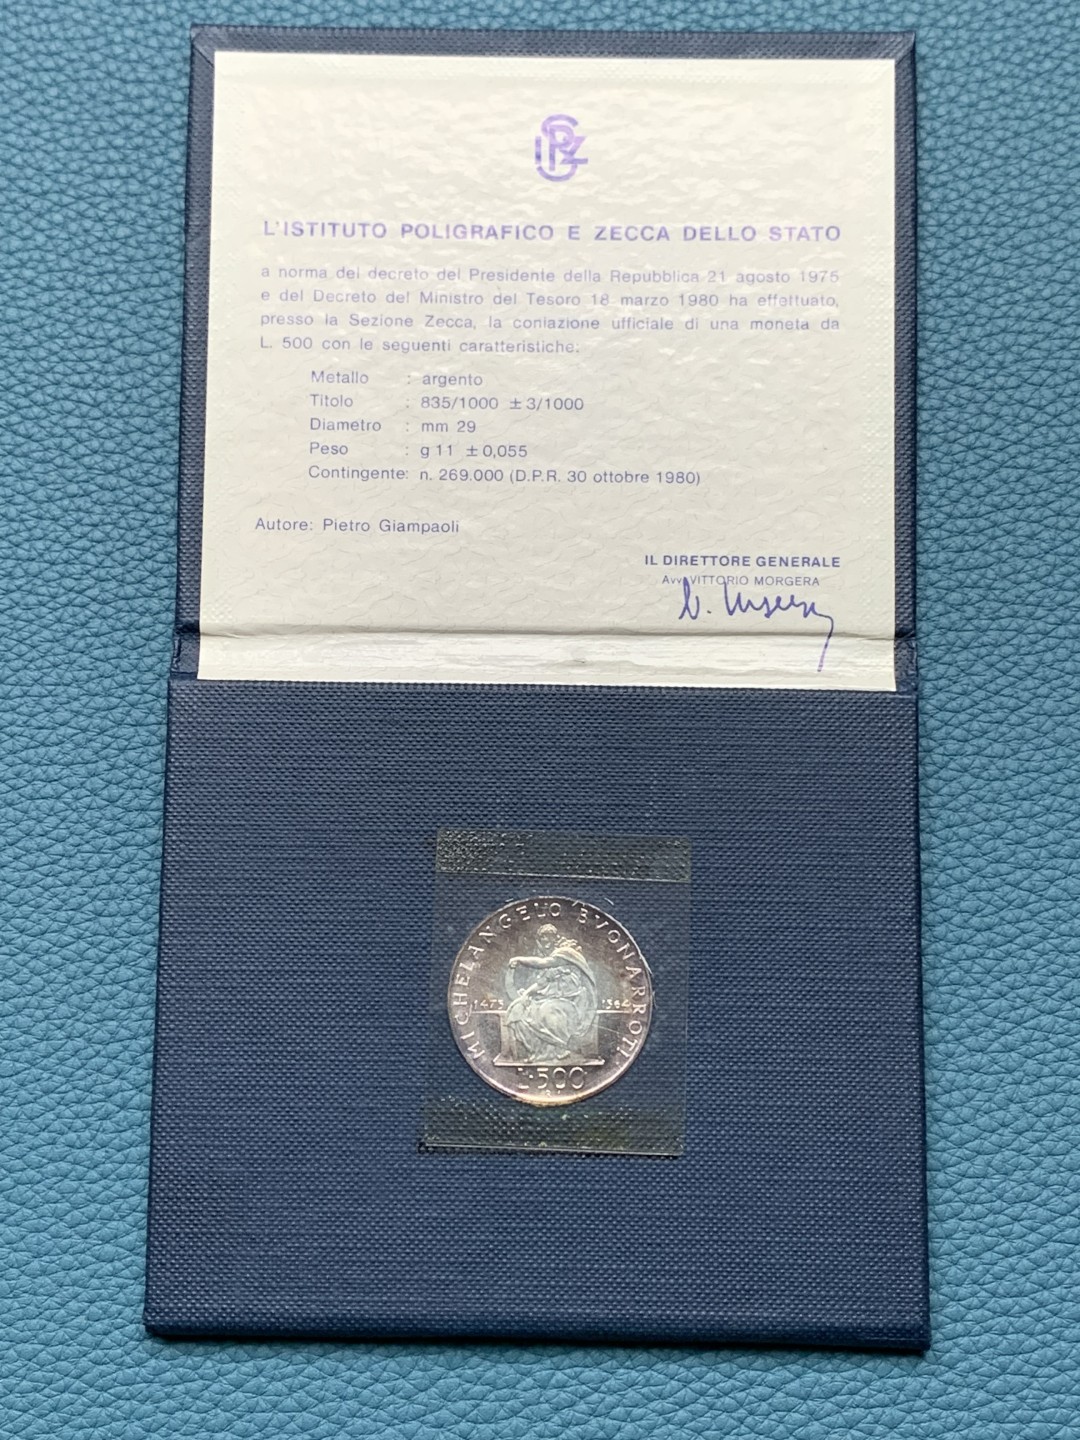 IPZS
L'ISTITUTO POLIGRAFICO E ZECCA DELLO STATO
a norma del decreto del Presidente della Repubblica 21 agosto 1975
e del Decreto del Ministro del Tesoro 18 marzo 1980 ha effettuato,
presso la Sezione Zecca, la coniazione ufficiale di una moneta da
L. 500 con le seguenti caratteristiche:
Metallo : argento
Titolo : 835/1000 ± 3/1000
Diametro : mm 29
Peso : g 11 ± 0,055
Contingente: n. 269.000 (D.P.R. 30 ottobre 1980)
Autore: Pietro Giampaoli
IL DIRETTORE GENERALE
Avv. VITTORIO MORGERA
MICHELANGELO BVONARROTI
1475 1564
L·500